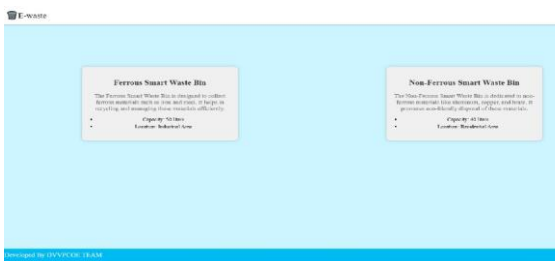 E-waste
Ferrous Smart Waste Bin
The Ferrous Smart Waste Bin is designed to collect
ferrous materials such as iron and steel. It helps in
recycling and managing these materials efficiently.
Capacity: 50 liters
Location: Industrial Area
Non-Ferrous Smart Waste Bin
The Non-Ferrous Smart Waste Bin is dedicated to non-
ferrous materials like aluminum, copper, and brass. It
promotes eco-friendly disposal of these materials.
Capacity: 40 liters
Location: Residential Area
Developed By TEAM